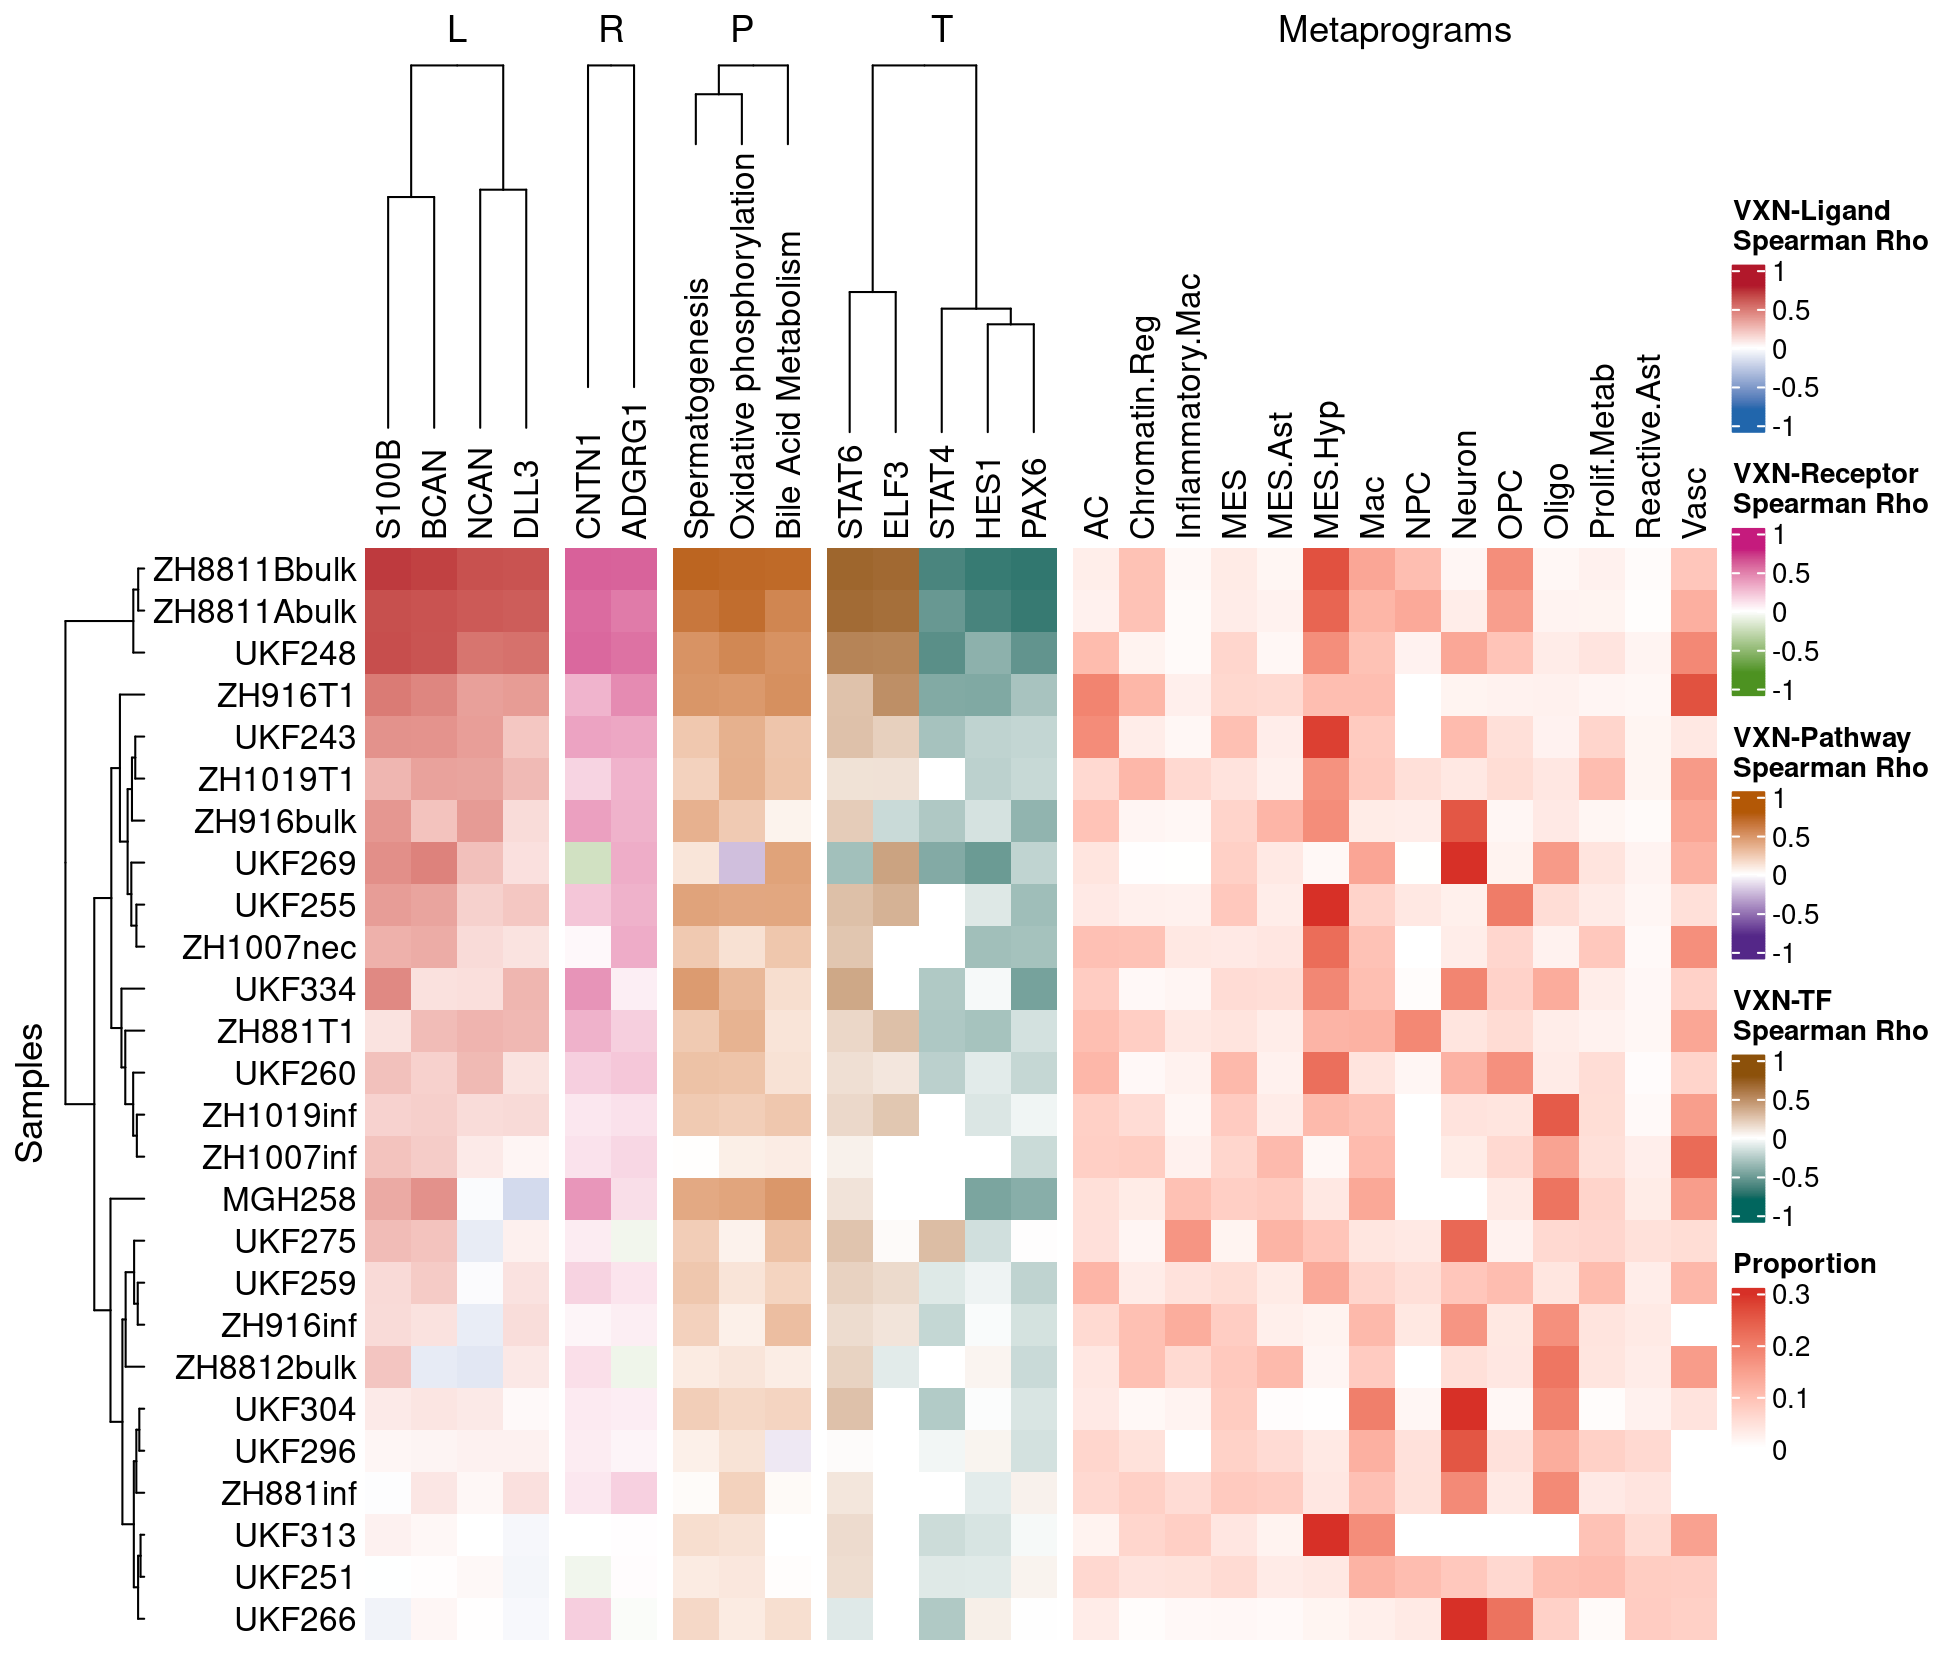 L R P T Metaprograms
S100B
BCAN
NCAN
DLL3
CNTN1
ADGRG1
Spermatogenesis
Oxidative phosphorylation
Bile Acid Metabolism
STAT6
ELF3
STAT4
HES1
PAX6
AC
Chromatin.Reg
Inflammatory.Mac
MES
MES.Ast
MES.Hyp
Mac
NPC
Neuron
OPC
Oligo
Prolif.Metab
Reactive.Ast
Vasc
Samples
ZH8811Bbulk
ZH8811Abulk
UKF248
ZH916T1
UKF243
ZH1019T1
ZH916bulk
UKF269
UKF255
ZH1007nec
UKF334
ZH881T1
UKF260
ZH1019inf
ZH1007inf
MGH258
UKF275
UKF259
ZH916inf
ZH8812bulk
UKF304
UKF296
ZH881inf
UKF313
UKF251
UKF266
VXN-Ligand
Spearman Rho
1
0.5
0
-0.5
-1
VXN-Receptor
Spearman Rho
1
0.5
0
-0.5
-1
VXN-Pathway
Spearman Rho
1
0.5
0
-0.5
-1
VXN-TF
Spearman Rho
1
0.5
0
-0.5
-1
Proportion
0.3
0.2
0.1
0